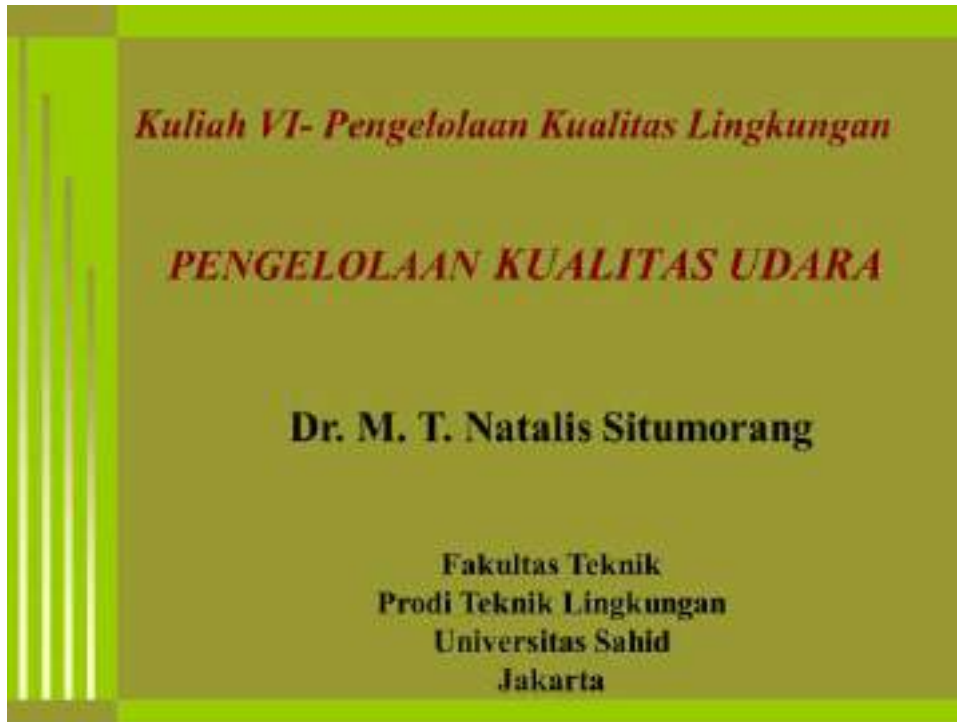 Kuliah VI- Pengelolaan Kualitas Lingkungan
PENGELOLAAN KUALITAS UDARA
Dr. M. T. Natalis Situmorang
Fakultas Teknik
Prodi Teknik Lingkungan
Universitas Sahid
Jakarta